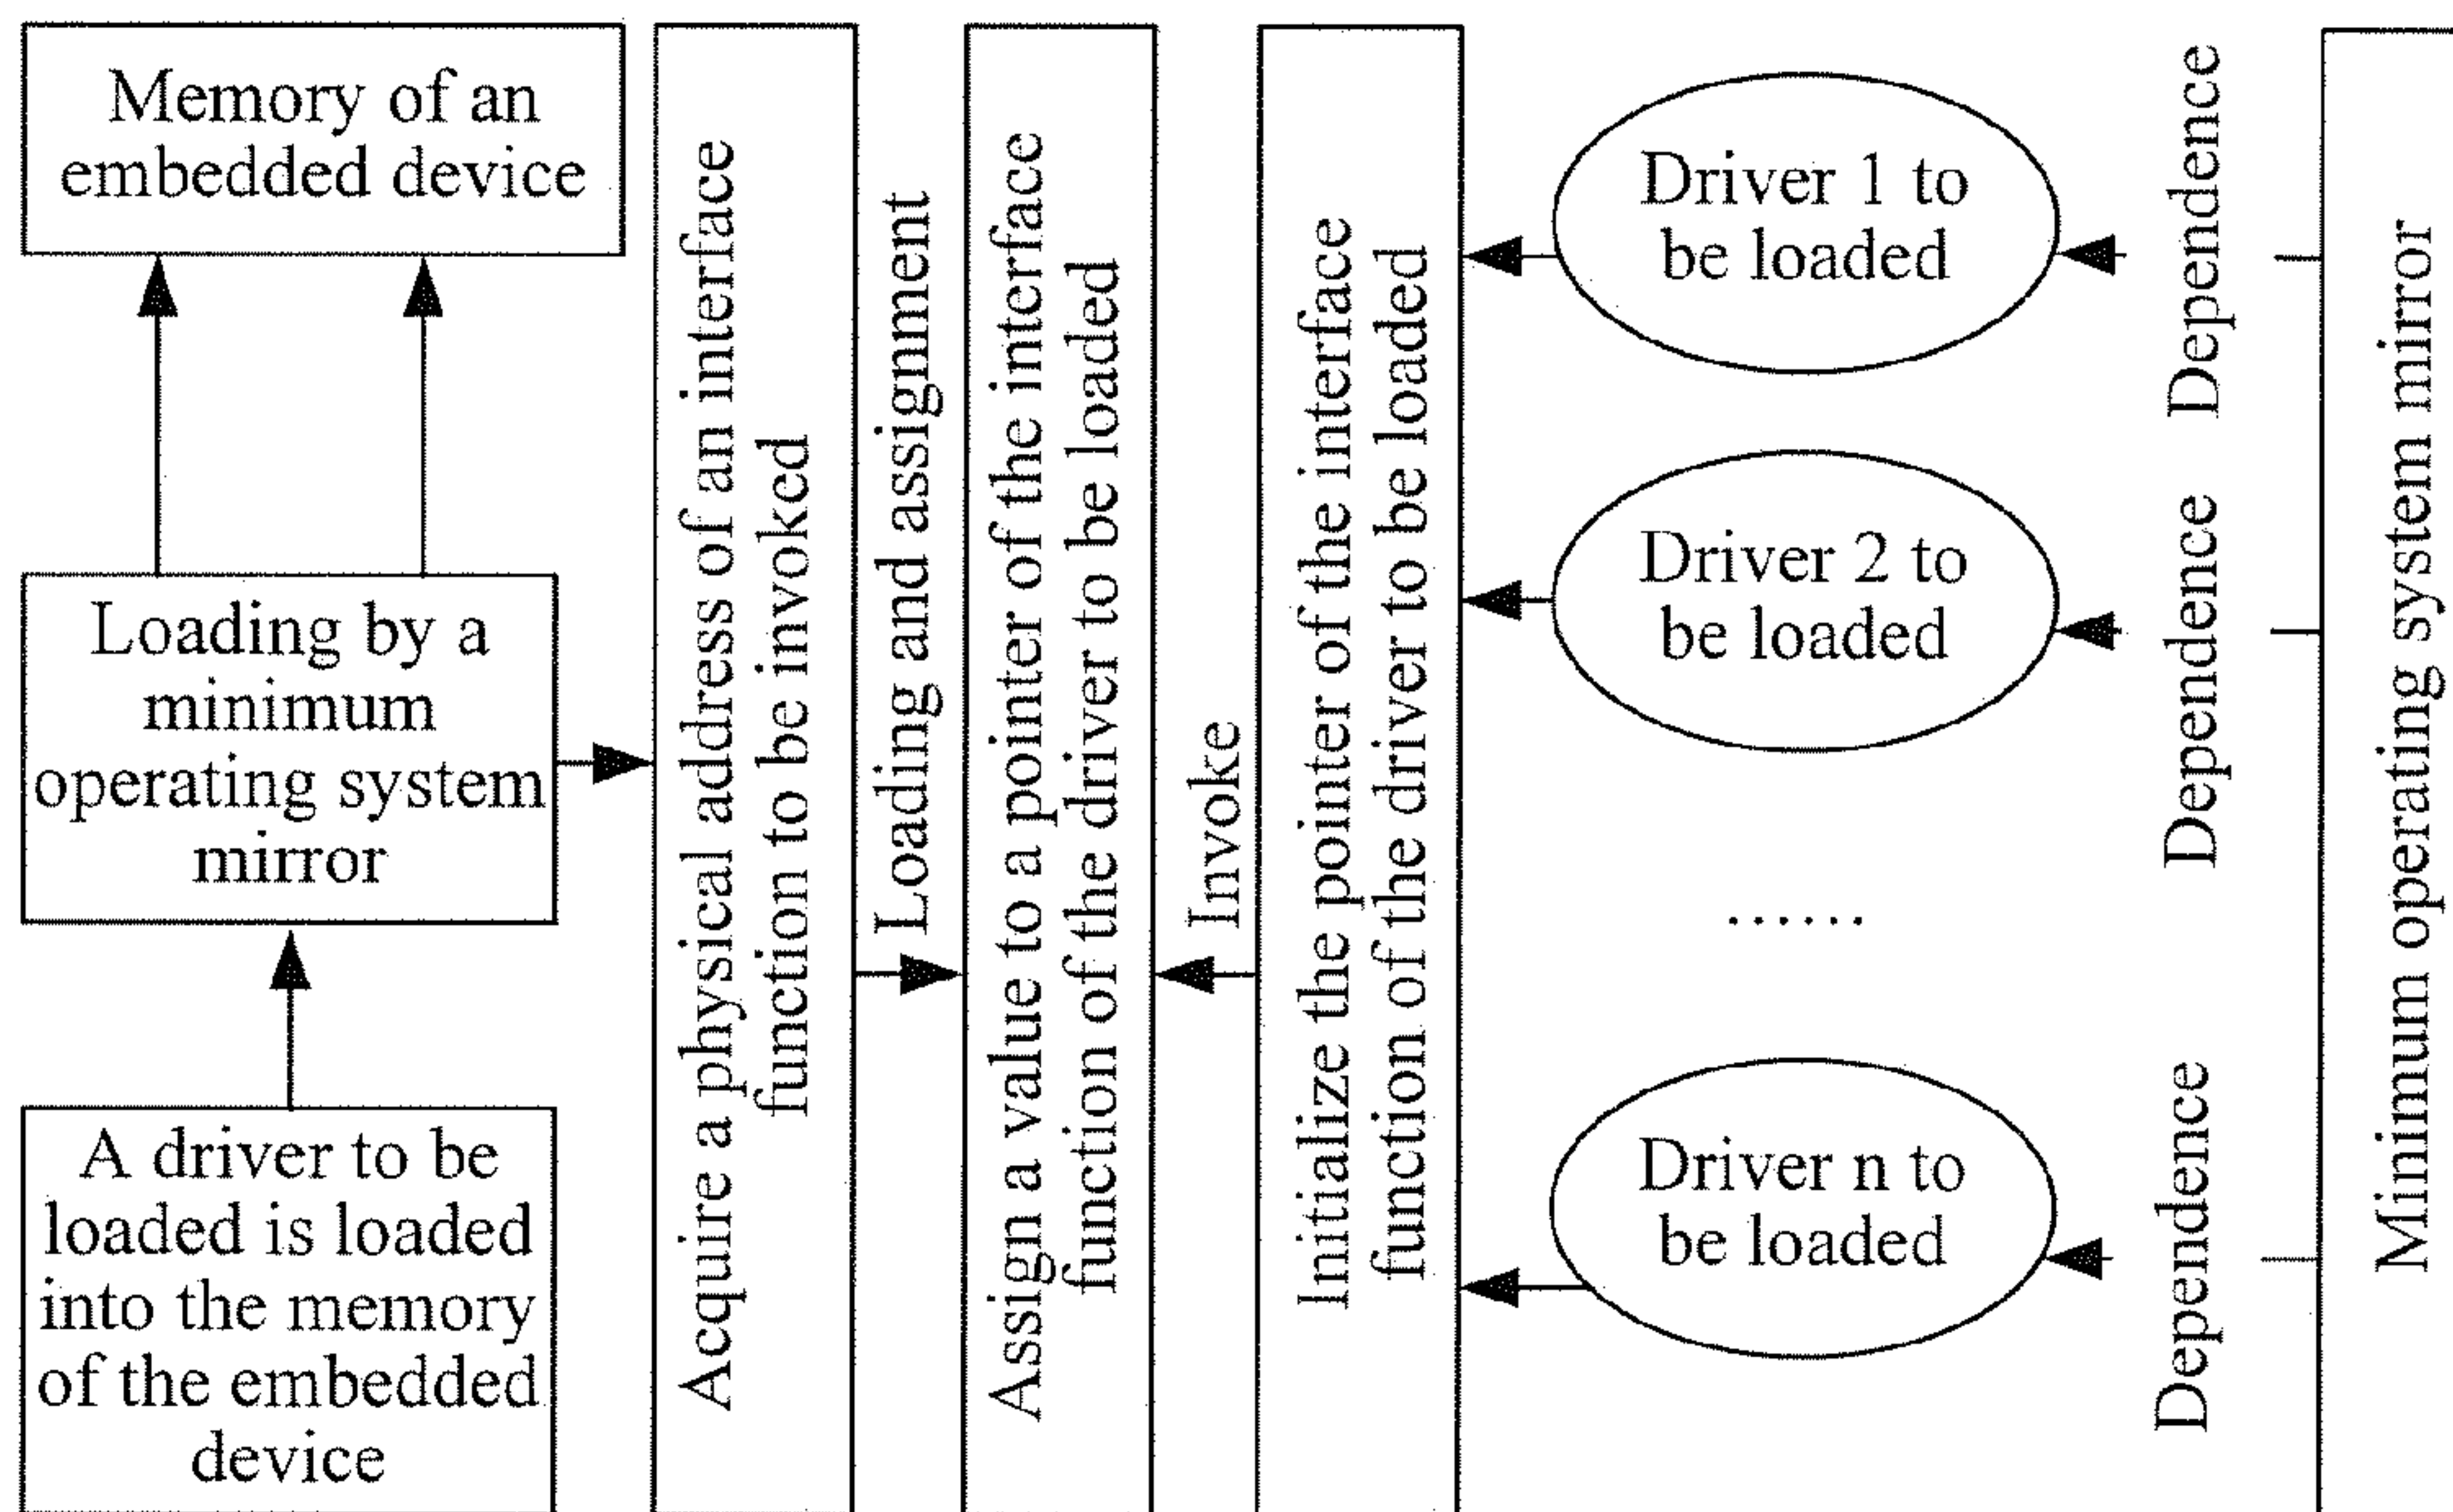 Memory of an
embedded device
Loading by a
minimum
operating system
mirror
A driver to be
loaded is loaded
into the memory
of the embedded
device
Acquire a physical address of an interface
function to be invoked
Loading and assignment
Assign a value to a pointer of the interface
function of the driver to be loaded
Invoke
Initialize the pointer of the interface
function of the driver to be loaded
Driver 1 to
be loaded
Driver 2 to
be loaded
......
Driver n to
be loaded
Dependence
Dependence
Dependence
Minimum operating system mirror